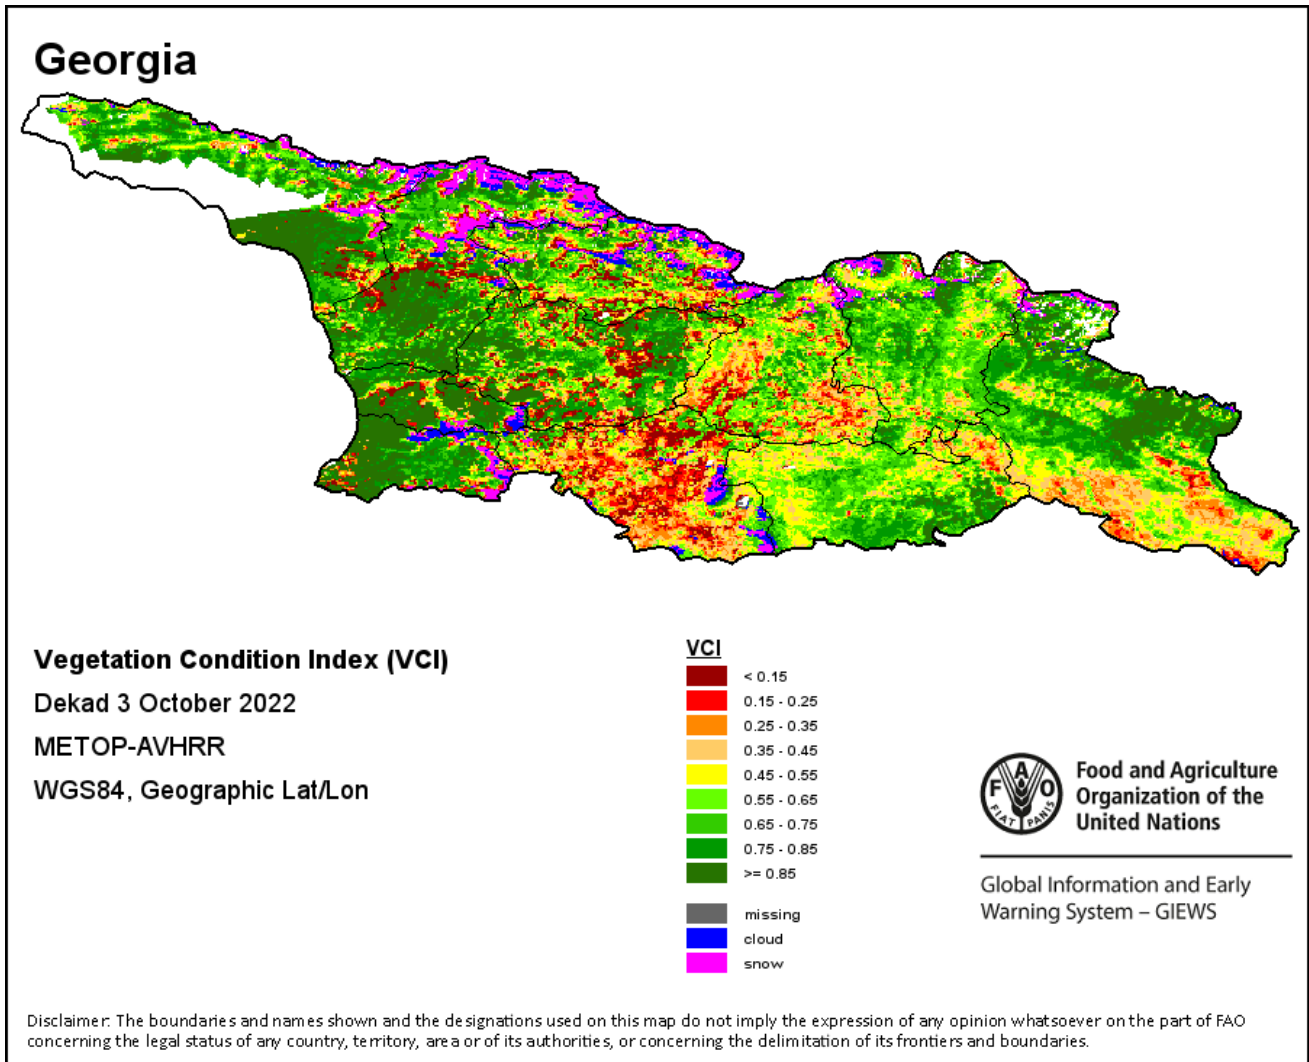 Georgia
Vegetation Condition Index (VCI)
Dekad 3 October 2022
METOP-AVHRR
WGS84, Geographic Lat/Lon
VCI
< 0.15
0.15 - 0.25
0.25 - 0.35
0.35 - 0.45
0.45 - 0.55
0.55 - 0.65
0.65 - 0.75
0.75 - 0.85
>= 0.85
missing
cloud
snow
F A O
FIAT PANIS
Food and Agriculture
Organization of the
United Nations
Global Information and Early
Warning System – GIEWS
Disclaimer: The boundaries and names shown and the designations used on this map do not imply the expression of any opinion whatsoever on the part of FAO
concerning the legal status of any country, territory, area or of its authorities, or concerning the delimitation of its frontiers and boundaries.